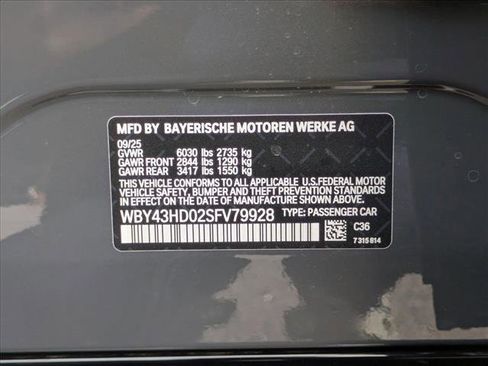 MFD BY BAYERISCHE MOTOREN WERKE AG
09/25
GVWR 6030 lbs 2735 kg
GAWR FRONT 2844 lbs 1290 kg
GAWR REAR 3417 lbs 1550 kg
THIS VEHICLE CONFORMS TO ALL APPLICABLE U.S.FEDERAL MOTOR
VEHICLE SAFETY, BUMPER, AND THEFT PREVENTION
STANDARDS IN EFFECT ON THE DATE OF MANUFACTURE SHOWN ABOVE.
WBY43HD02SFV79928 TYPE: PASSENGER CAR
C36
7315814